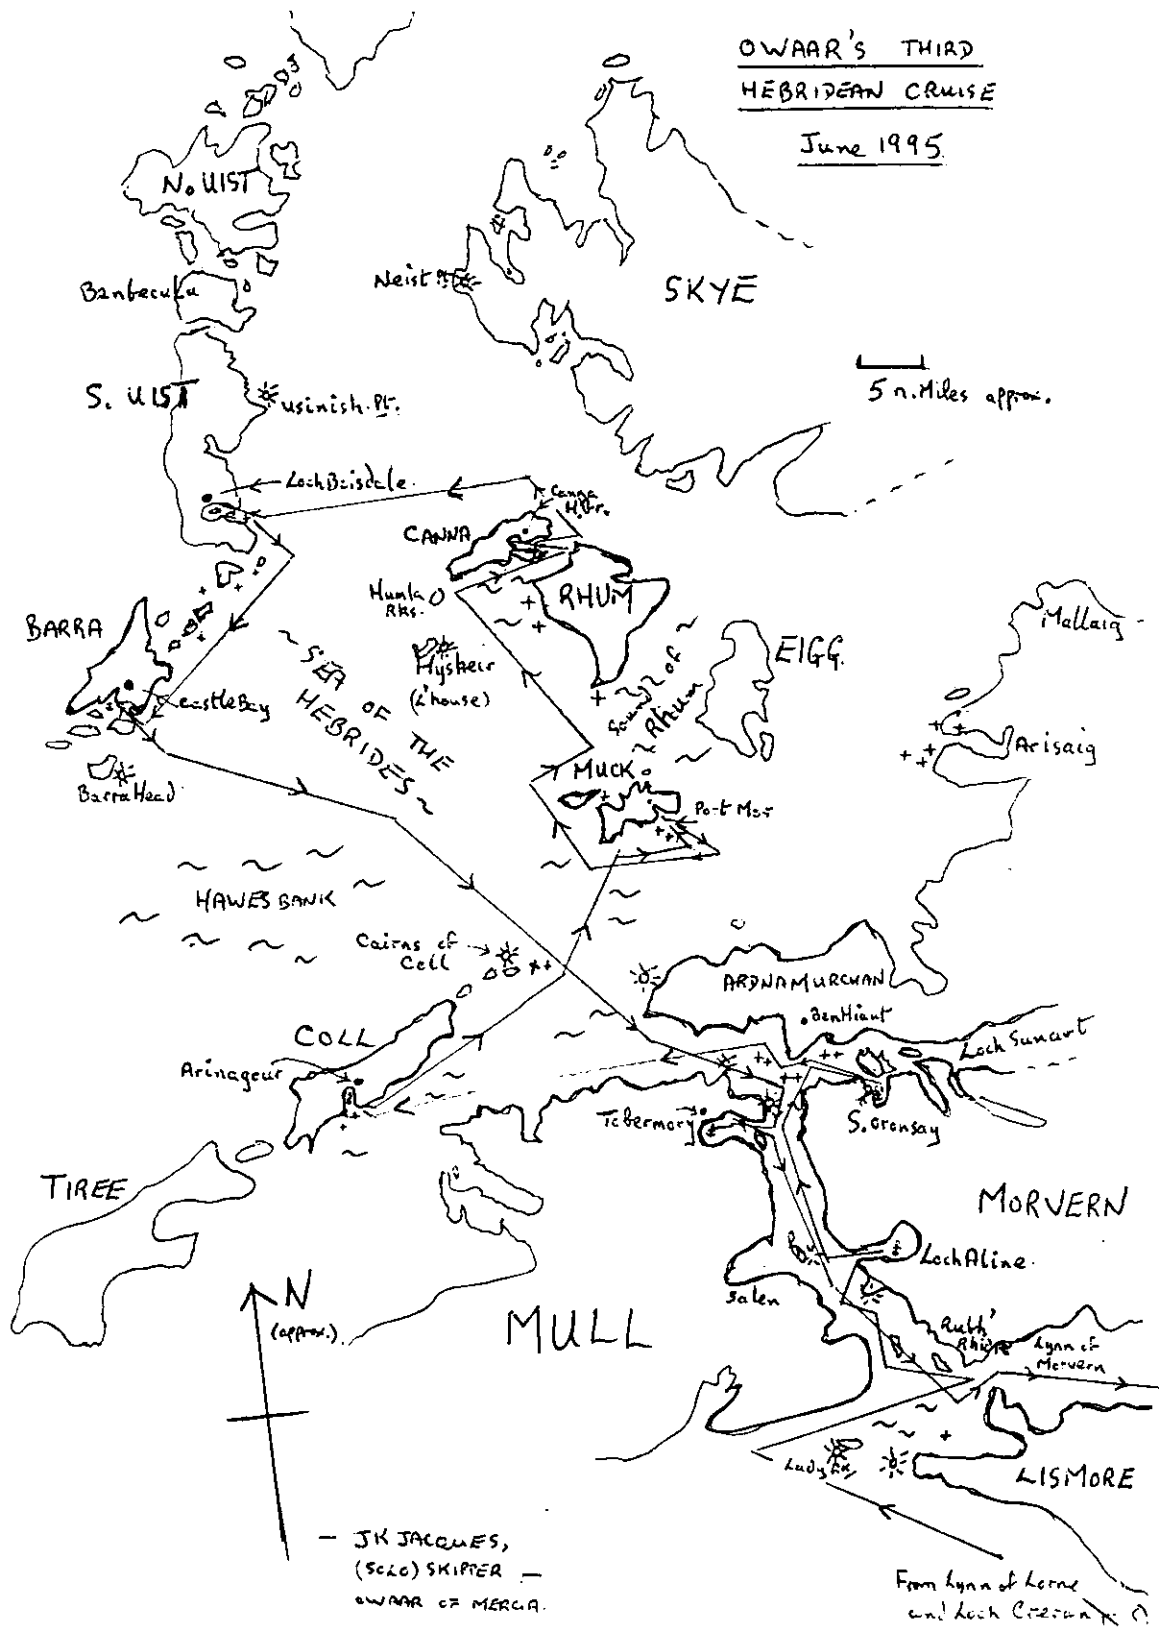 OWAAR'S THIRD
HEBRIDEAN CRUISE
June 1995
N. UIST
Neist Pt.
SKYE
Benbecula
5 n. Miles approx.
S. UIST
Usinish. Pt.
Loch Boisdale.
Canna
Hbr.
CANNA
Humla
Rks.
RHUM
BARRA
Mallaig
EIGG.
Hyskeir
(L'house)
Sound of
Rhum
SEA
OF THE
HEBRIDES
CastleBay
Arisaig
MUCK
Barra Head
Port Mor
HAWES BANK
Cairns of
Coll
ARDNAMURCHAN
Ben Hiant
COLL
Loch Sunart
Arinageur
Tobermory
S. Oronsay
TIREE
MORVERN
Loch Aline.
Salen
N
(approx.)
MULL
Rubh'
Lynn of
Morvern
Lady
LISMORE
- JK JACQUES,
(SOLO) SKIPPER -
OWAAR OF MERCIA.
From Lynn of Lorne
and Loch Creran